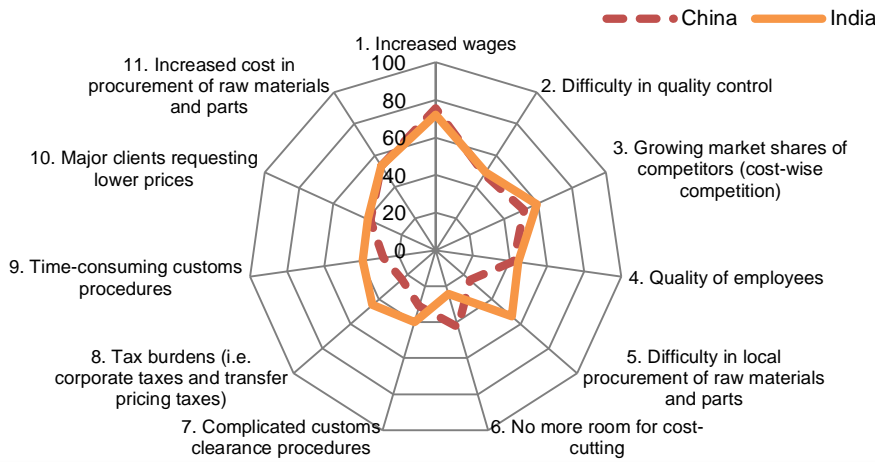 China
India
1. Increased wages
2. Difficulty in quality control
3. Growing market shares of
competitors (cost-wise
competition)
4. Quality of employees
5. Difficulty in local
procurement of raw materials
and parts
6. No more room for cost-
cutting
7. Complicated customs
clearance procedures
8. Tax burdens (i.e.
corporate taxes and transfer
pricing taxes)
9. Time-consuming customs
procedures
10. Major clients requesting
lower prices
11. Increased cost in
procurement of raw materials
and parts
100
80
60
40
20
0